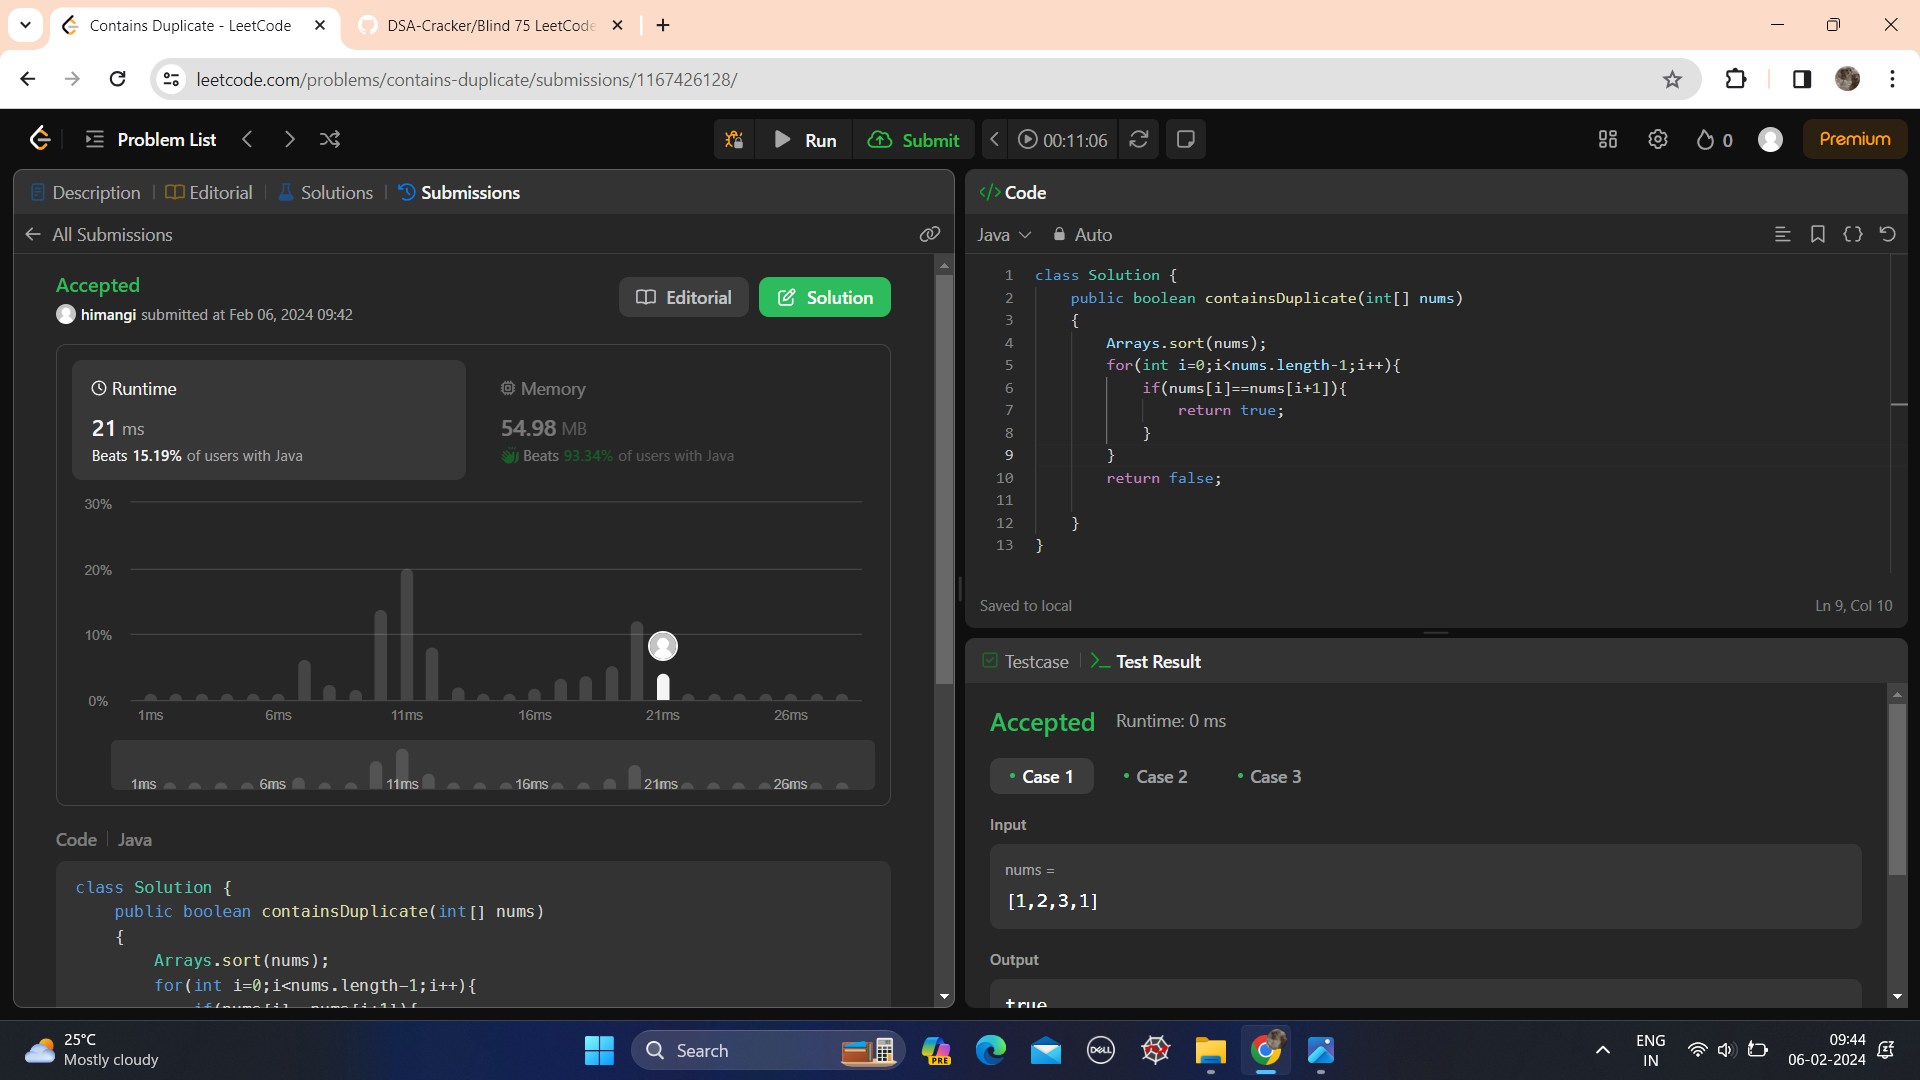 Contains Duplicate - LeetCode
DSA-Cracker/Blind 75 LeetCode
leetcode.com/problems/contains-duplicate/submissions/1167426128/
Problem List
Run
Submit
00:11:06
0
Premium
Description
Editorial
Solutions
Submissions
All Submissions
Accepted
himangi submitted at Feb 06, 2024 09:42
Editorial
Solution
Runtime
21 ms
Beats 15.19% of users with Java
Memory
54.98 MB
Beats 93.34% of users with Java
30%
20%
10%
0%
1ms 6ms 11ms 16ms 21ms 26ms
1ms 6ms 11ms 16ms 21ms 26ms
Code Java
class Solution {
public boolean containsDuplicate(int[] nums)
{
Arrays.sort(nums);
for(int i=0;i<nums.length-1;i++){
if(nums[i]==nums[i+1]){
</> Code
Java
Auto
1 class Solution {
2 public boolean containsDuplicate(int[] nums)
3 {
4 Arrays.sort(nums);
5 for(int i=0;i<nums.length-1;i++){
6 if(nums[i]==nums[i+1]){
7 return true;
8 }
9 }
10 return false;
11
12 }
13 }
Saved to local
Ln 9, Col 10
Testcase
Test Result
Accepted Runtime: 0 ms
Case 1
Case 2
Case 3
Input
nums =
[1,2,3,1]
Output
true
25°C
Mostly cloudy
Search
PRE
DELL
ENG
IN
09:44
06-02-2024